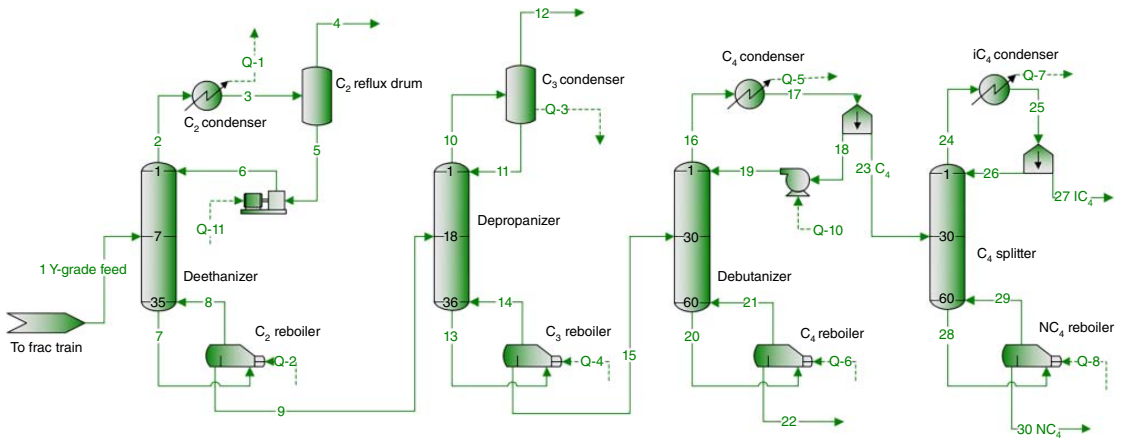 12
4
Q-1
C2 reflux drum
3
C2 condenser
2
5
1
6
Q-11
7
1 Y-grade feed
Deethanizer
35
8
To frac train
7
C2 reboiler
Q-2
9
C3 condenser
Q-3
10
11
1
Depropanizer
18
36
14
13
C3 reboiler
Q-4
15
C4 condenser
Q-5
17
16
18
23 C4
1
19
Q-10
30
Debutanizer
60
21
20
C4 reboiler
Q-6
22
iC4 condenser
Q-7
25
24
1
26
27 IC4
30
C4 splitter
60
29
28
NC4 reboiler
Q-8
30 NC4